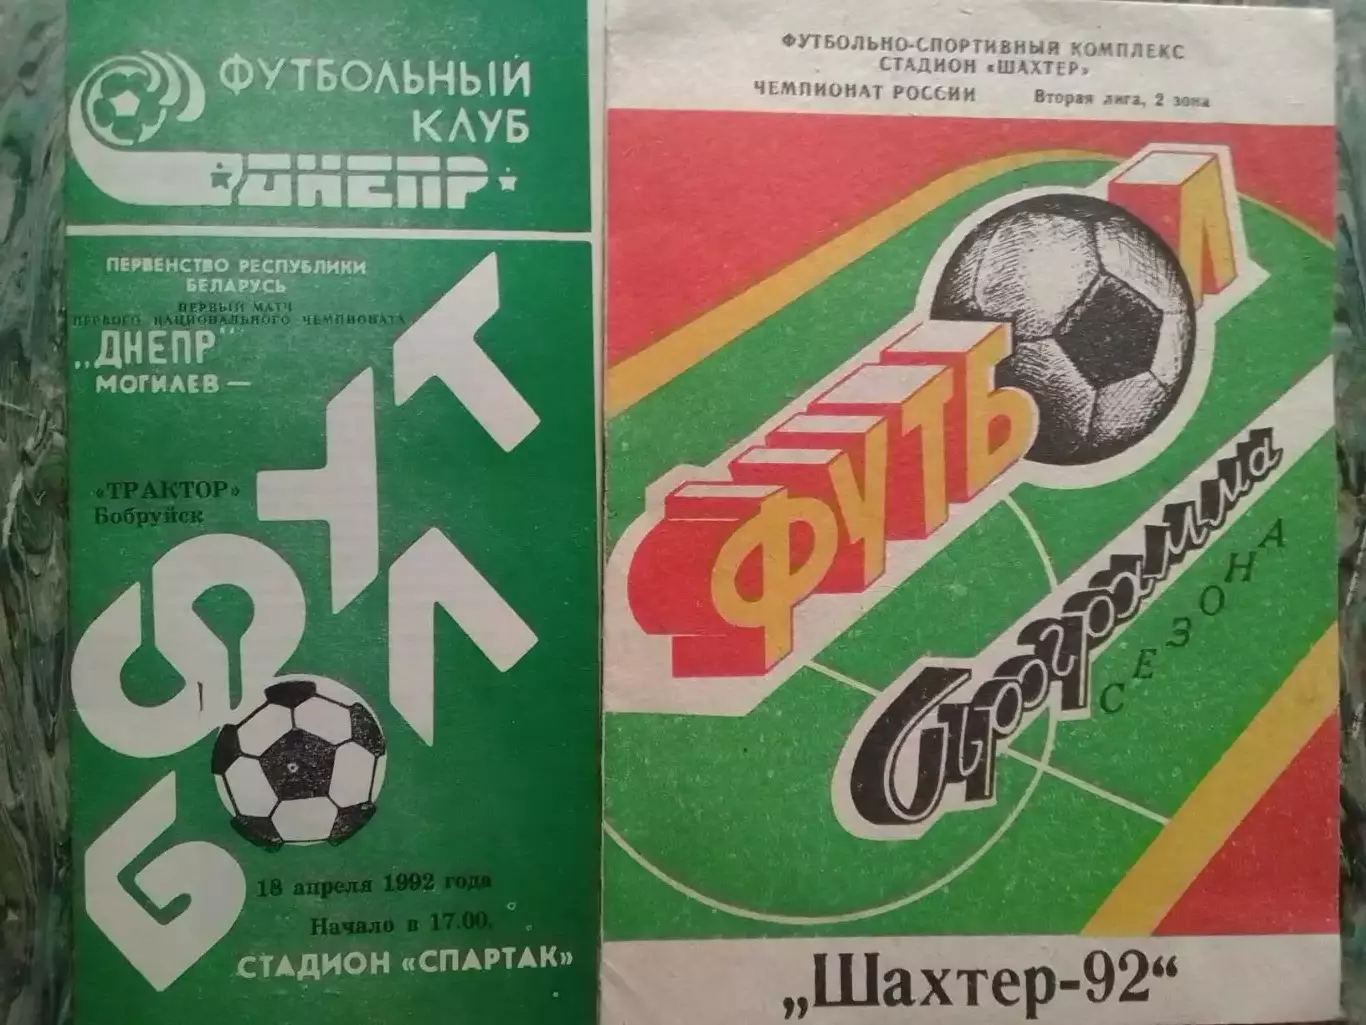 ФУТБОЛЬНЫЙ
КЛУБ
ДНЕПР
ПЕРВЕНСТВО РЕСПУБЛИКИ
БЕЛАРУСЬ
ПЕРВЫЙ МАТЧ
ПЕРВОГО НАЦИОНАЛЬНОГО ЧЕМПИОНАТА
„ДНЕПР"
МОГИЛЕВ —
«ТРАКТОР»
Бобруйск
18 апреля 1992 года
Начало в 17.00.
СТАДИОН «СПАРТАК»
ФУТБОЛЬНО-СПОРТИВНЫЙ КОМПЛЕКС
СТАДИОН «ШАХТЕР»
ЧЕМПИОНАТ РОССИИ Вторая лига, 2 зона
ФУТБ Л
Программа
СЕЗОНА
„Шахтер-92“